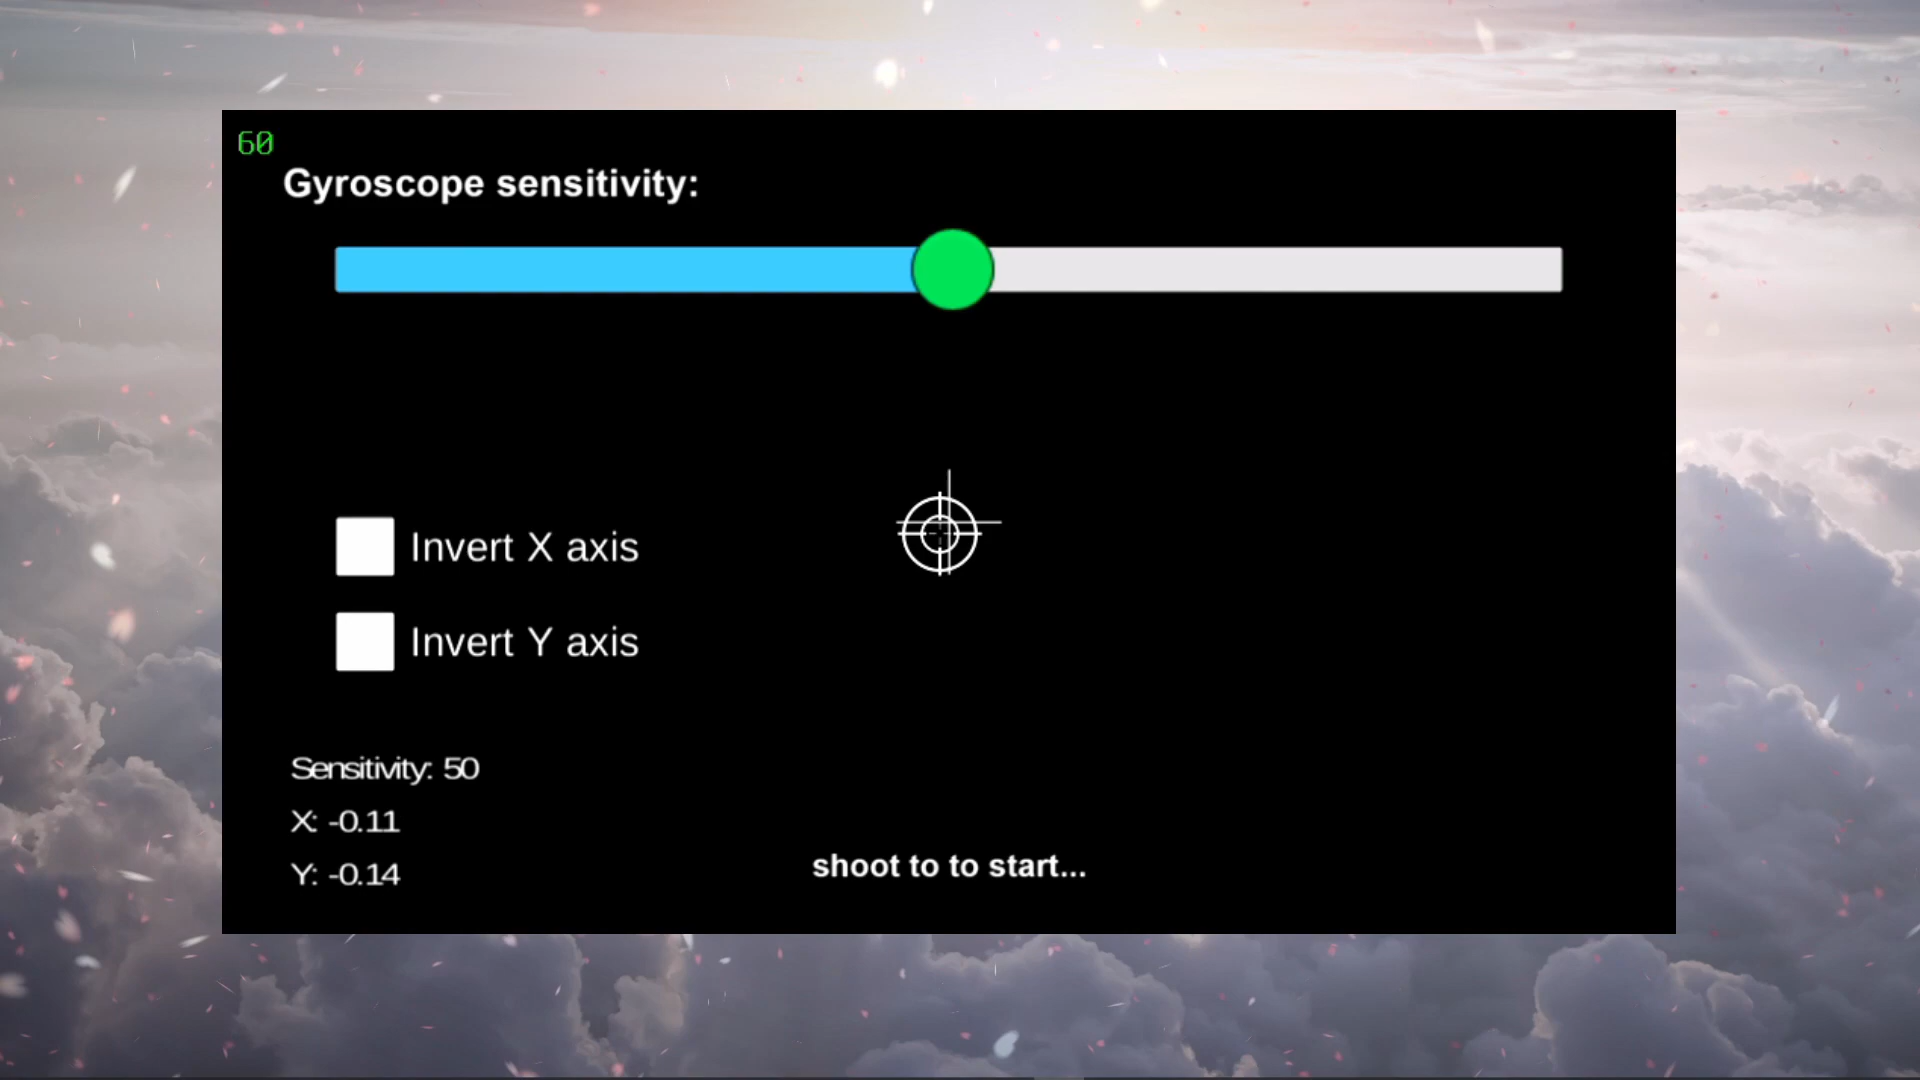 60
Gyroscope sensitivity:
Invert X axis
Invert Y axis
Sensitivity: 50
X: -0.11
Y: -0.14
shoot to to start...